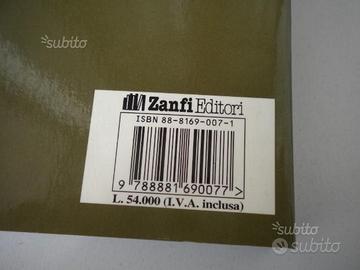 subito
Zanfi Editori
ISBN 88-8169-007-1
9 788881 690077 >
L. 54.000 (I.V.A. inclusa)
subito
subito